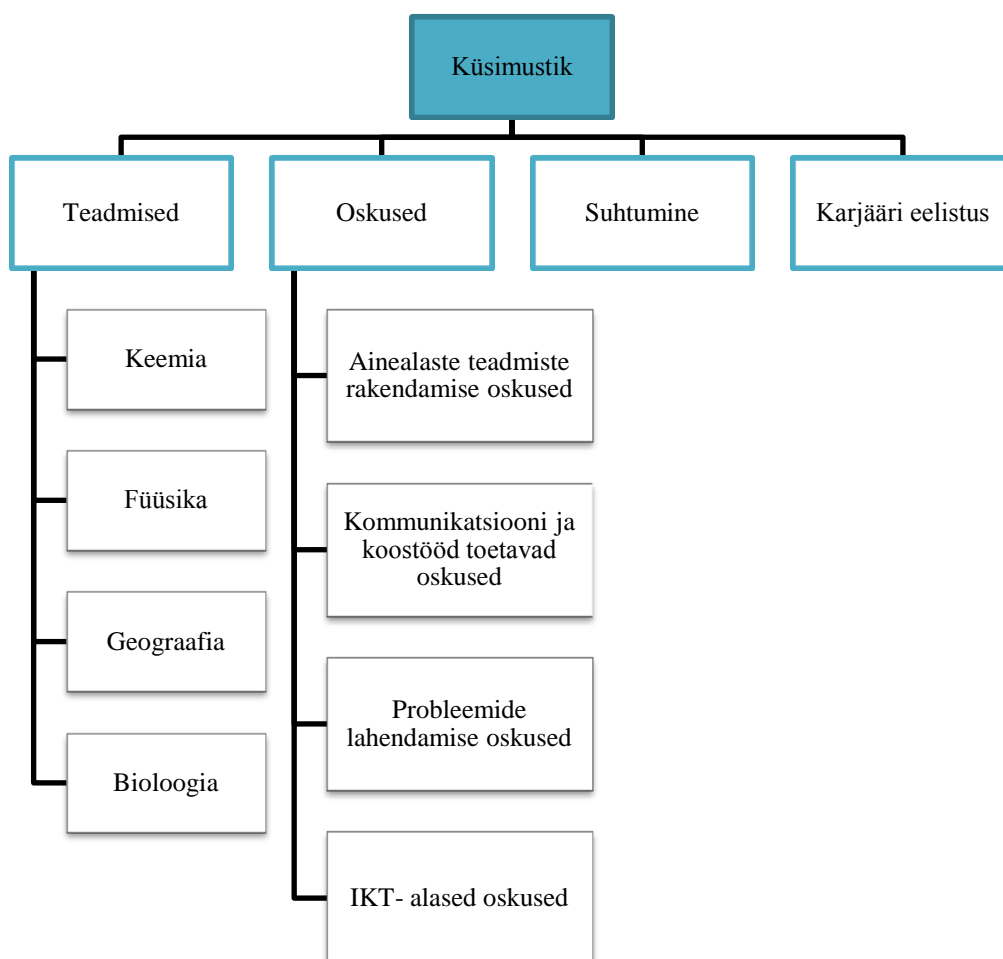 Küsimustik
Teadmised
Oskused
Suhtumine
Karjääri eelistus
Keemia
Füüsika
Geograafia
Bioloogia
Ainealaste teadmiste
rakendamise oskused
Kommunikatsiooni ja
koostööd toetavad
oskused
Probleemide
lahendamise oskused
IKT- alased oskused